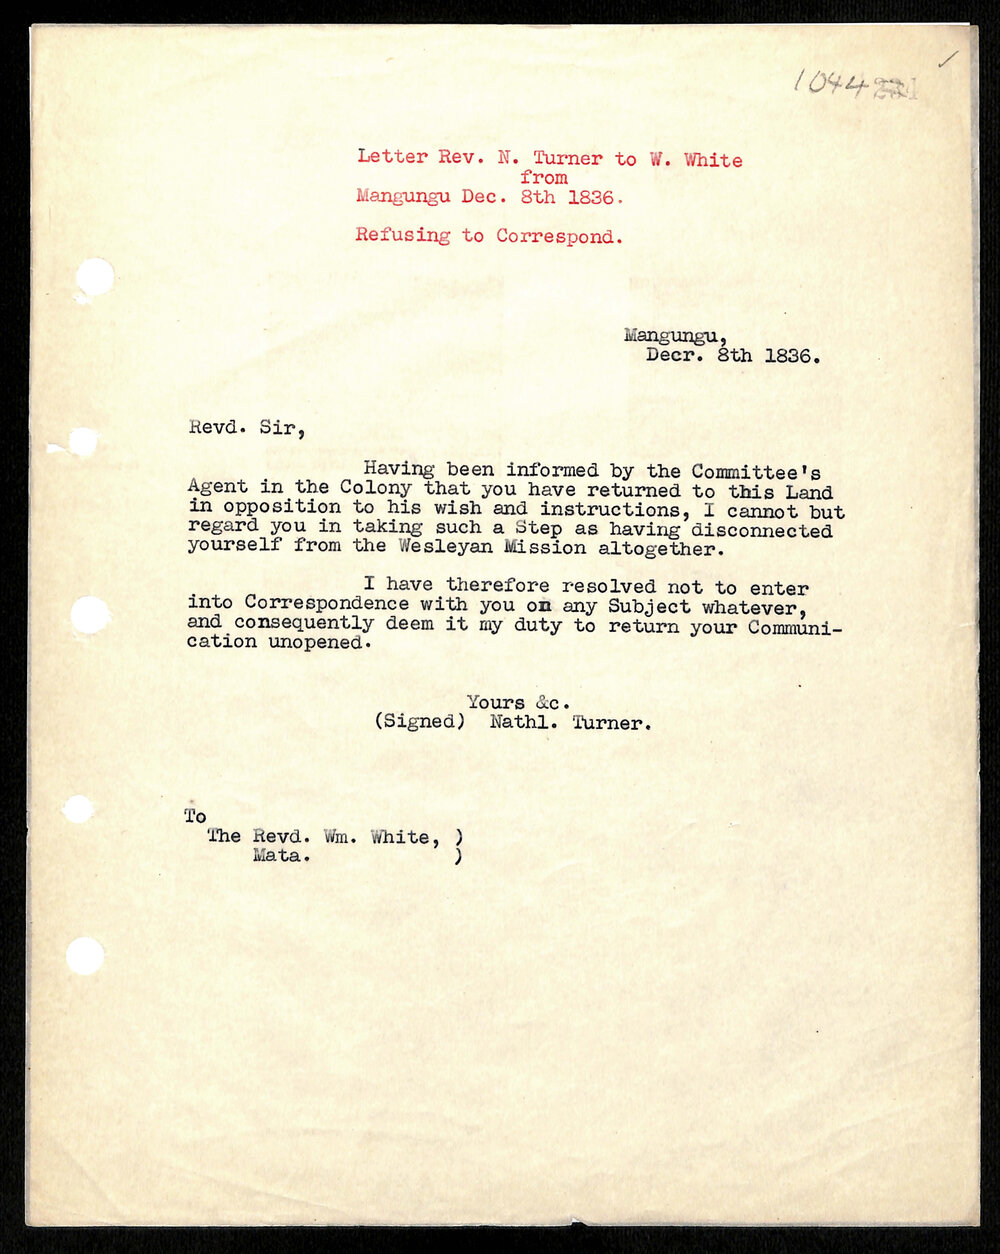 1044
Letter Rev. N. Turner to W. White
from
Mangungu Dec. 8th 1836.
Refusing to Correspond.
Mangungu,
Decr. 8th 1836.
Revd. Sir,
Having been informed by the Committee's
Agent in the Colony that you have returned to this Land
in opposition to his wish and instructions, I cannot but
regard you in taking such a Step as having disconnected
yourself from the Wesleyan Mission altogether.
I have therefore resolved not to enter
into Correspondence with you on any Subject whatever,
and consequently deem it my duty to return your Communi-
cation unopened.
Yours &c.
(Signed) Nathl. Turner.
To
The Revd. Wm. White, )
Mata. )